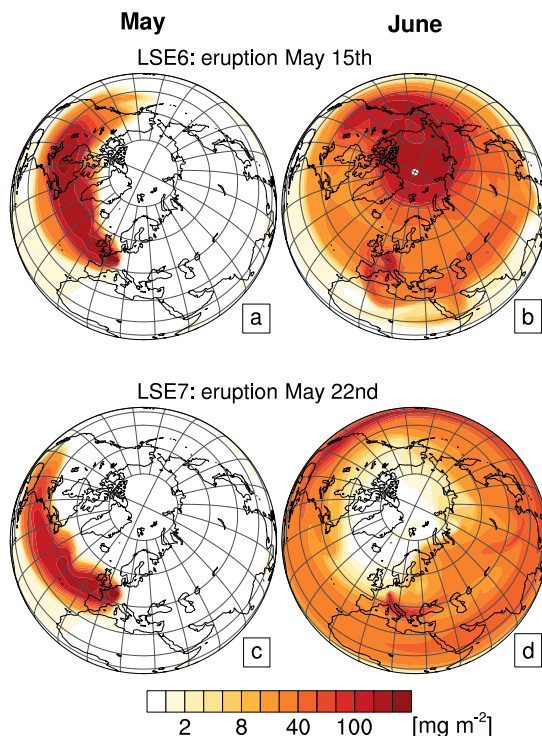 May June
LSE6: eruption May 15th
a b
LSE7: eruption May 22nd
c d
2 8 40 100 [mg m⁻²]